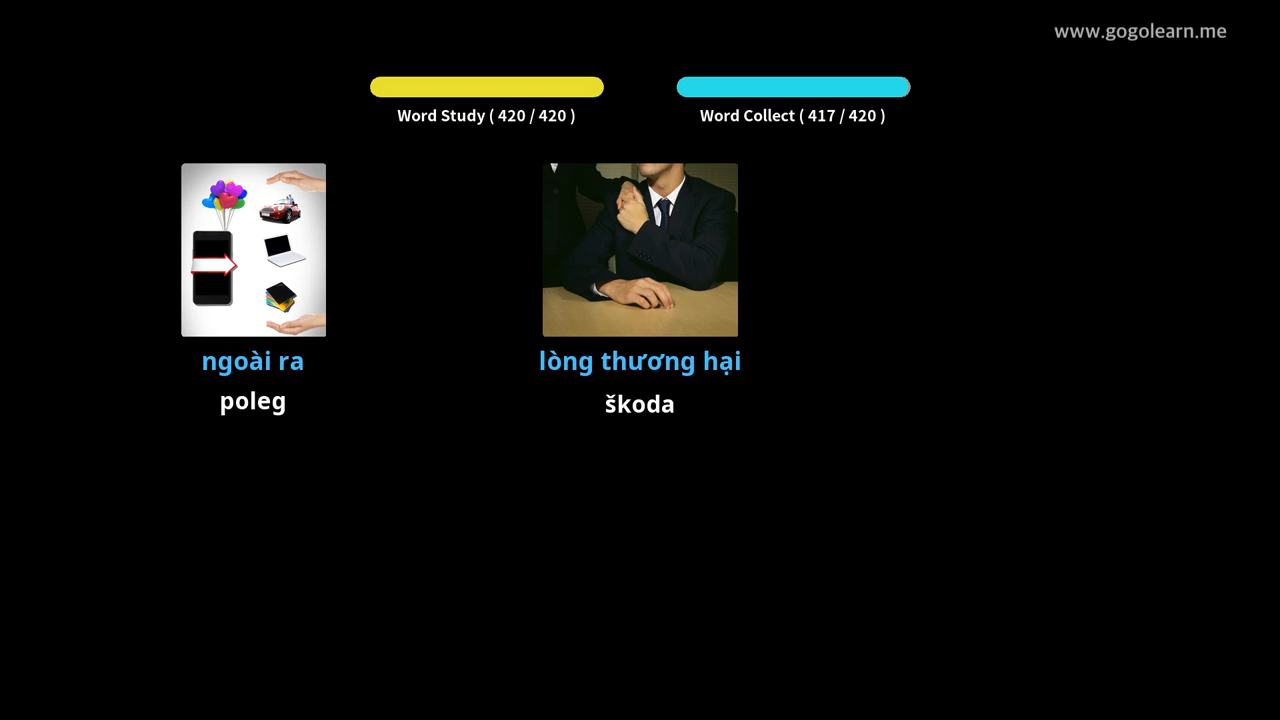 www.gogolearn.me
Word Study ( 420 / 420 )
Word Collect ( 417 / 420 )
ngoài ra
poleg
lòng thương hại
škoda